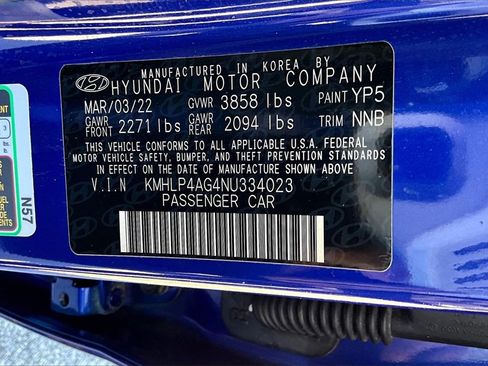 MANUFACTURED IN KOREA BY
HYUNDAI MOTOR COMPANY
MAR/03/22 GVWR 3858 lbs PAINT YP5
GAWR FRONT 2271 lbs GAWR REAR 2094 lbs TRIM NNB
THIS VEHICLE CONFORMS TO ALL APPLICABLE U.S.A. FEDERAL
MOTOR VEHICLE SAFETY, BUMPER, AND THEFT PREVENTION STANDARDS
IN EFFECT ON THE DATE OF MANUFACTURE SHOWN ABOVE
V.I.N KMHLP4AG4NU334023
PASSENGER CAR
N57
3